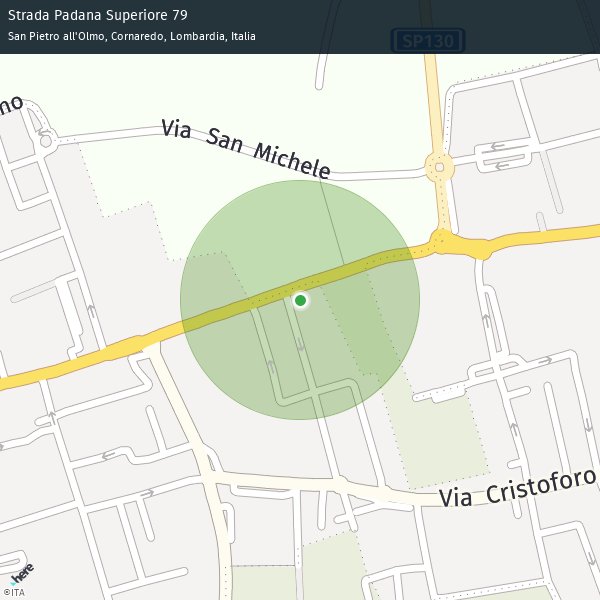 Strada Padana Superiore 79
San Pietro all'Olmo, Cornaredo, Lombardia, Italia
SP130
mo
Via San Michele
Via Cristoforo
here
©ITA